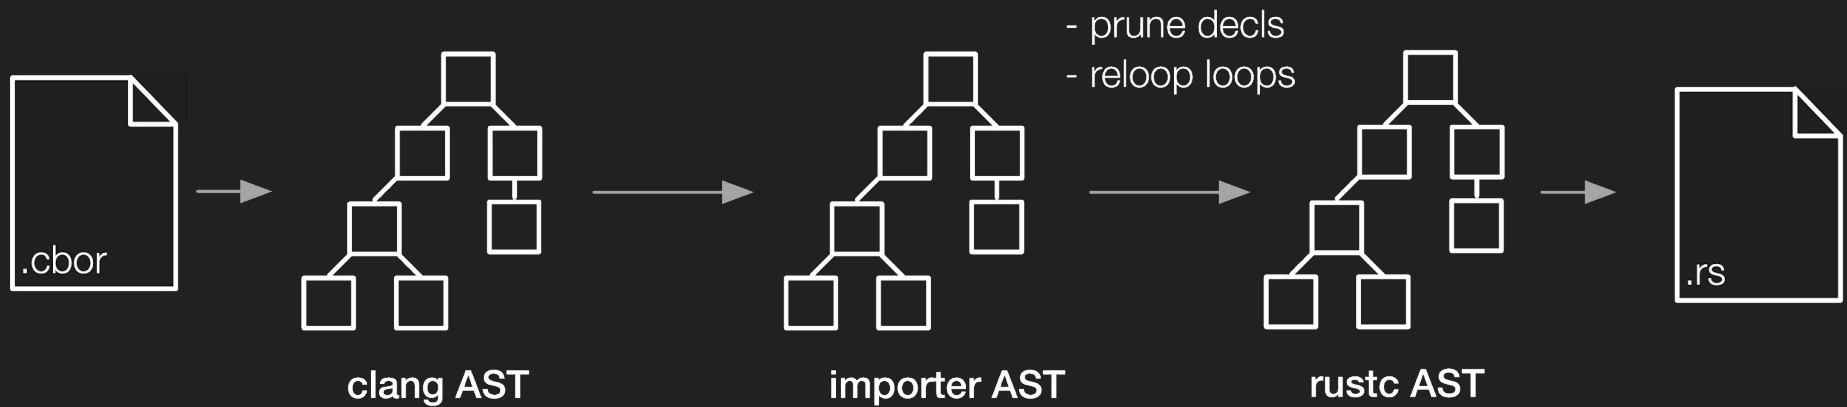 - prune decls
- reloop loops
.cbor
.rs
clang AST
importer AST
rustc AST